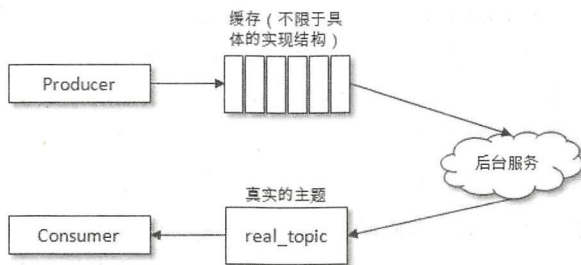 缓存（不限于具
体的实现结构）
Producer
后台服务
真实的主题
Consumer
real_topic